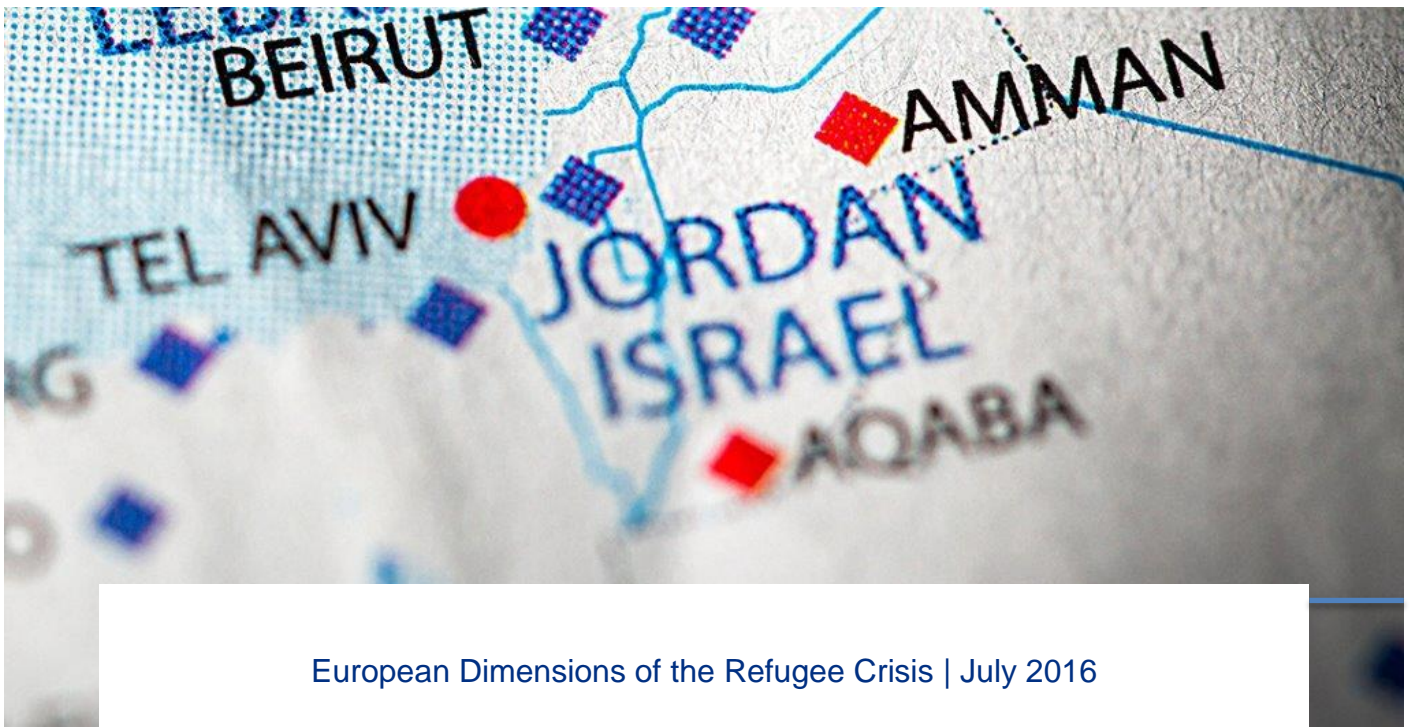 BEIRUT
AMMAN
TEL AVIV
JORDAN
ISRAEL
AQABA
European Dimensions of the Refugee Crisis | July 2016